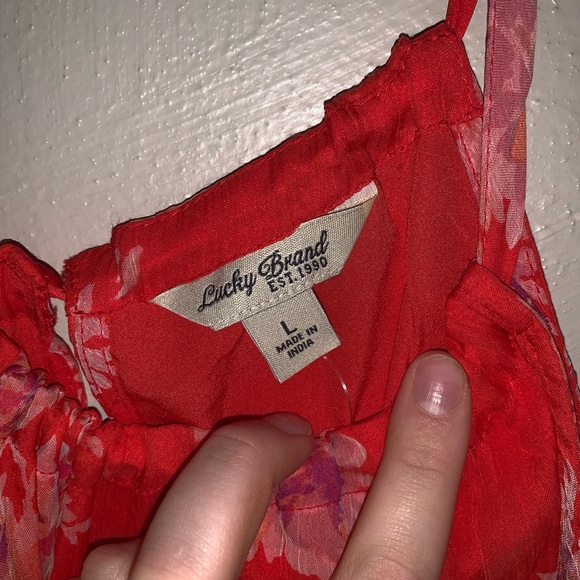 Lucky Brand
EST.1990
L
MADE IN
INDIA